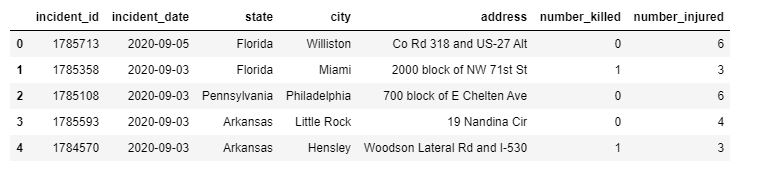 incident_id incident_date state city address number_killed number_injured
0 1785713 2020-09-05 Florida Williston Co Rd 318 and US-27 Alt 0 6
1 1785358 2020-09-03 Florida Miami 2000 block of NW 71st St 1 3
2 1785108 2020-09-03 Pennsylvania Philadelphia 700 block of E Chelten Ave 0 6
3 1785593 2020-09-03 Arkansas Little Rock 19 Nandina Cir 0 4
4 1784570 2020-09-03 Arkansas Hensley Woodson Lateral Rd and I-530 1 3